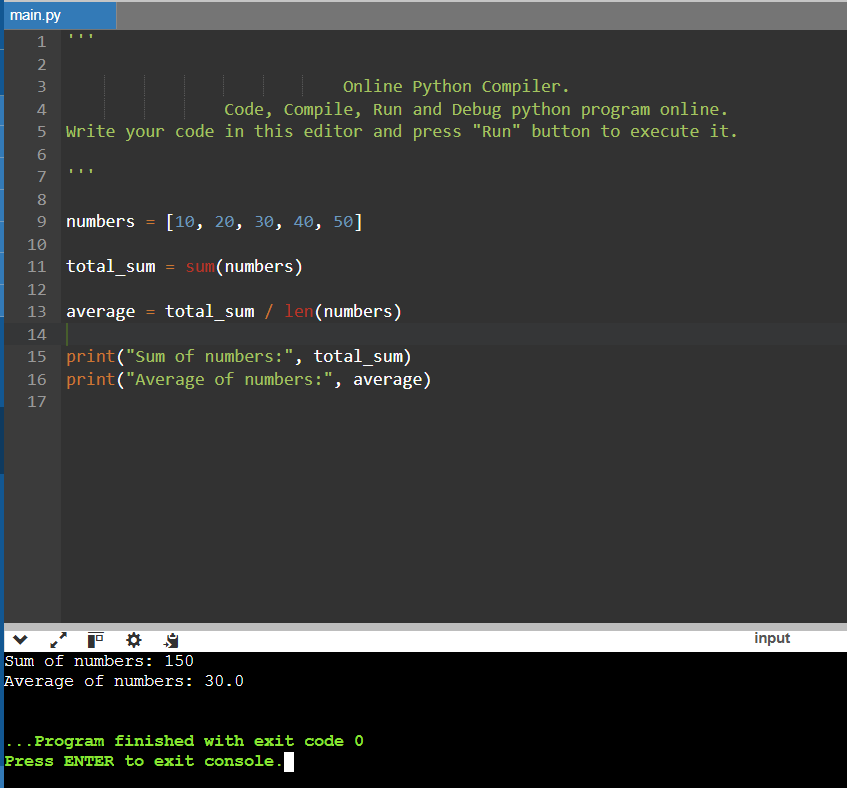 main.py
1 '''
2
3 Online Python Compiler.
4 Code, Compile, Run and Debug python program online.
5 Write your code in this editor and press "Run" button to execute it.
6
7 '''
8
9 numbers = [10, 20, 30, 40, 50]
10
11 total_sum = sum(numbers)
12
13 average = total_sum / len(numbers)
14
15 print("Sum of numbers:", total_sum)
16 print("Average of numbers:", average)
17
input
Sum of numbers: 150
Average of numbers: 30.0
...Program finished with exit code 0
Press ENTER to exit console.